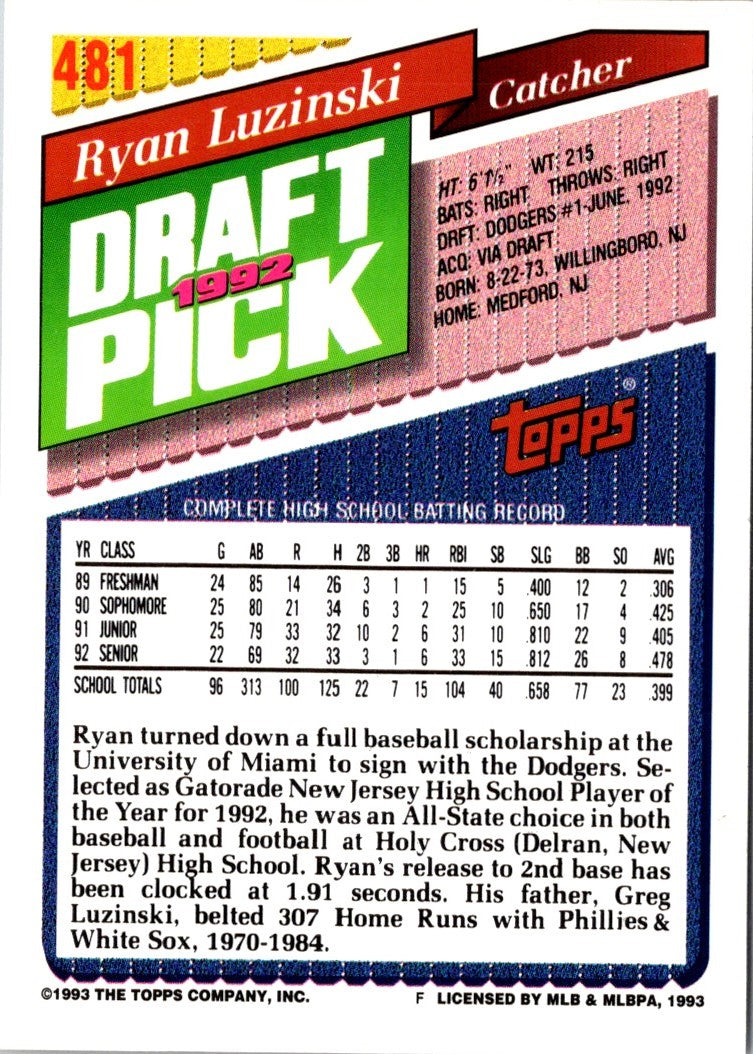 481
Ryan Luzinski
Catcher
DRAFT
1992
PICK
HT: 6'1½" WT: 215
BATS: RIGHT THROWS: RIGHT
DRFT: DODGERS #1-JUNE, 1992
ACQ: VIA DRAFT
BORN: 8-22-73, WILLINGBORO, NJ
HOME: MEDFORD, NJ
topps®
COMPLETE HIGH SCHOOL BATTING RECORD
YR CLASS G AB R H 2B 3B HR RBI SB SLG BB SO AVG
89 FRESHMAN 24 85 14 26 3 1 1 15 5 .400 12 2 .306
90 SOPHOMORE 25 80 21 34 6 3 2 25 10 .650 17 4 .425
91 JUNIOR 25 79 33 32 10 2 6 31 10 .810 22 9 .405
92 SENIOR 22 69 32 33 3 1 6 33 15 .812 26 8 .478
SCHOOL TOTALS 96 313 100 125 22 7 15 104 40 .658 77 23 .399
Ryan turned down a full baseball scholarship at the
University of Miami to sign with the Dodgers. Se-
lected as Gatorade New Jersey High School Player of
the Year for 1992, he was an All-State choice in both
baseball and football at Holy Cross (Delran, New
Jersey) High School. Ryan's release to 2nd base has
been clocked at 1.91 seconds. His father, Greg
Luzinski, belted 307 Home Runs with Phillies &
White Sox, 1970-1984.
©1993 THE TOPPS COMPANY, INC. F LICENSED BY MLB & MLBPA, 1993